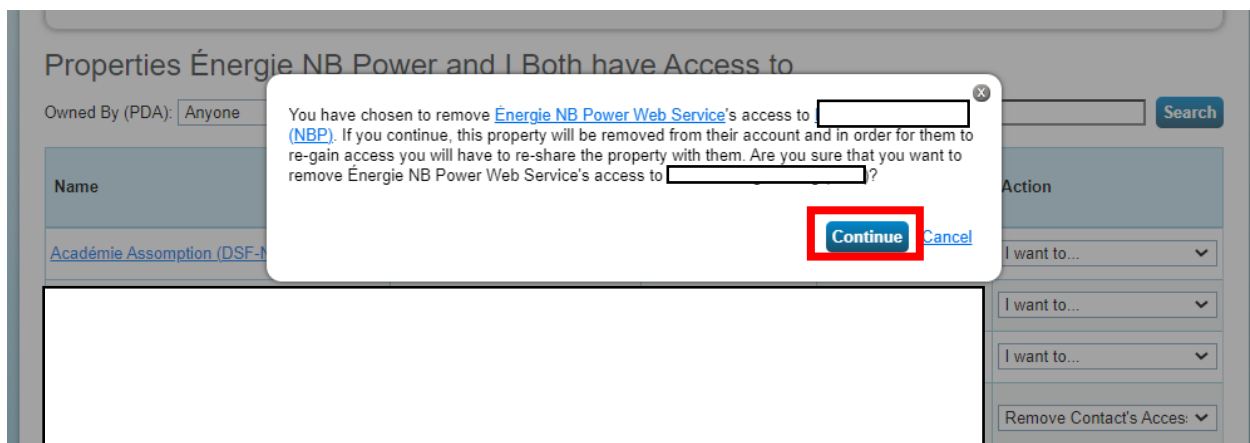 Properties Énergie NB Power and I Both have Access to
Owned By (PDA): Anyone
Search
You have chosen to remove Énergie NB Power Web Service's access to
(NBP). If you continue, this property will be removed from their account and in order for them to
re-gain access you will have to re-share the property with them. Are you sure that you want to
remove Énergie NB Power Web Service's access to ?
Continue Cancel
Name
Action
Académie Assomption (DSF-
I want to...
I want to...
I want to...
Remove Contact's Acces